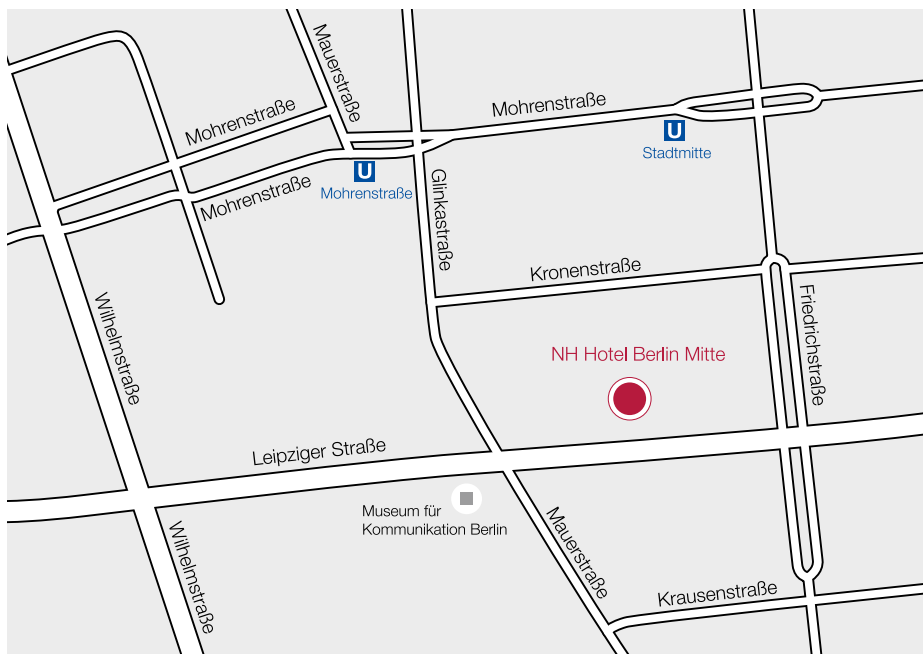 Mauerstraße
Mohrenstraße
Mohrenstraße
U
Stadtmitte
U
Mohrenstraße
Mohrenstraße
Glinkastraße
Kronenstraße
Wilhelmstraße
Friedrichstraße
NH Hotel Berlin Mitte
Leipziger Straße
Museum für
Kommunikation Berlin
Wilhelmstraße
Mauerstraße
Krausenstraße